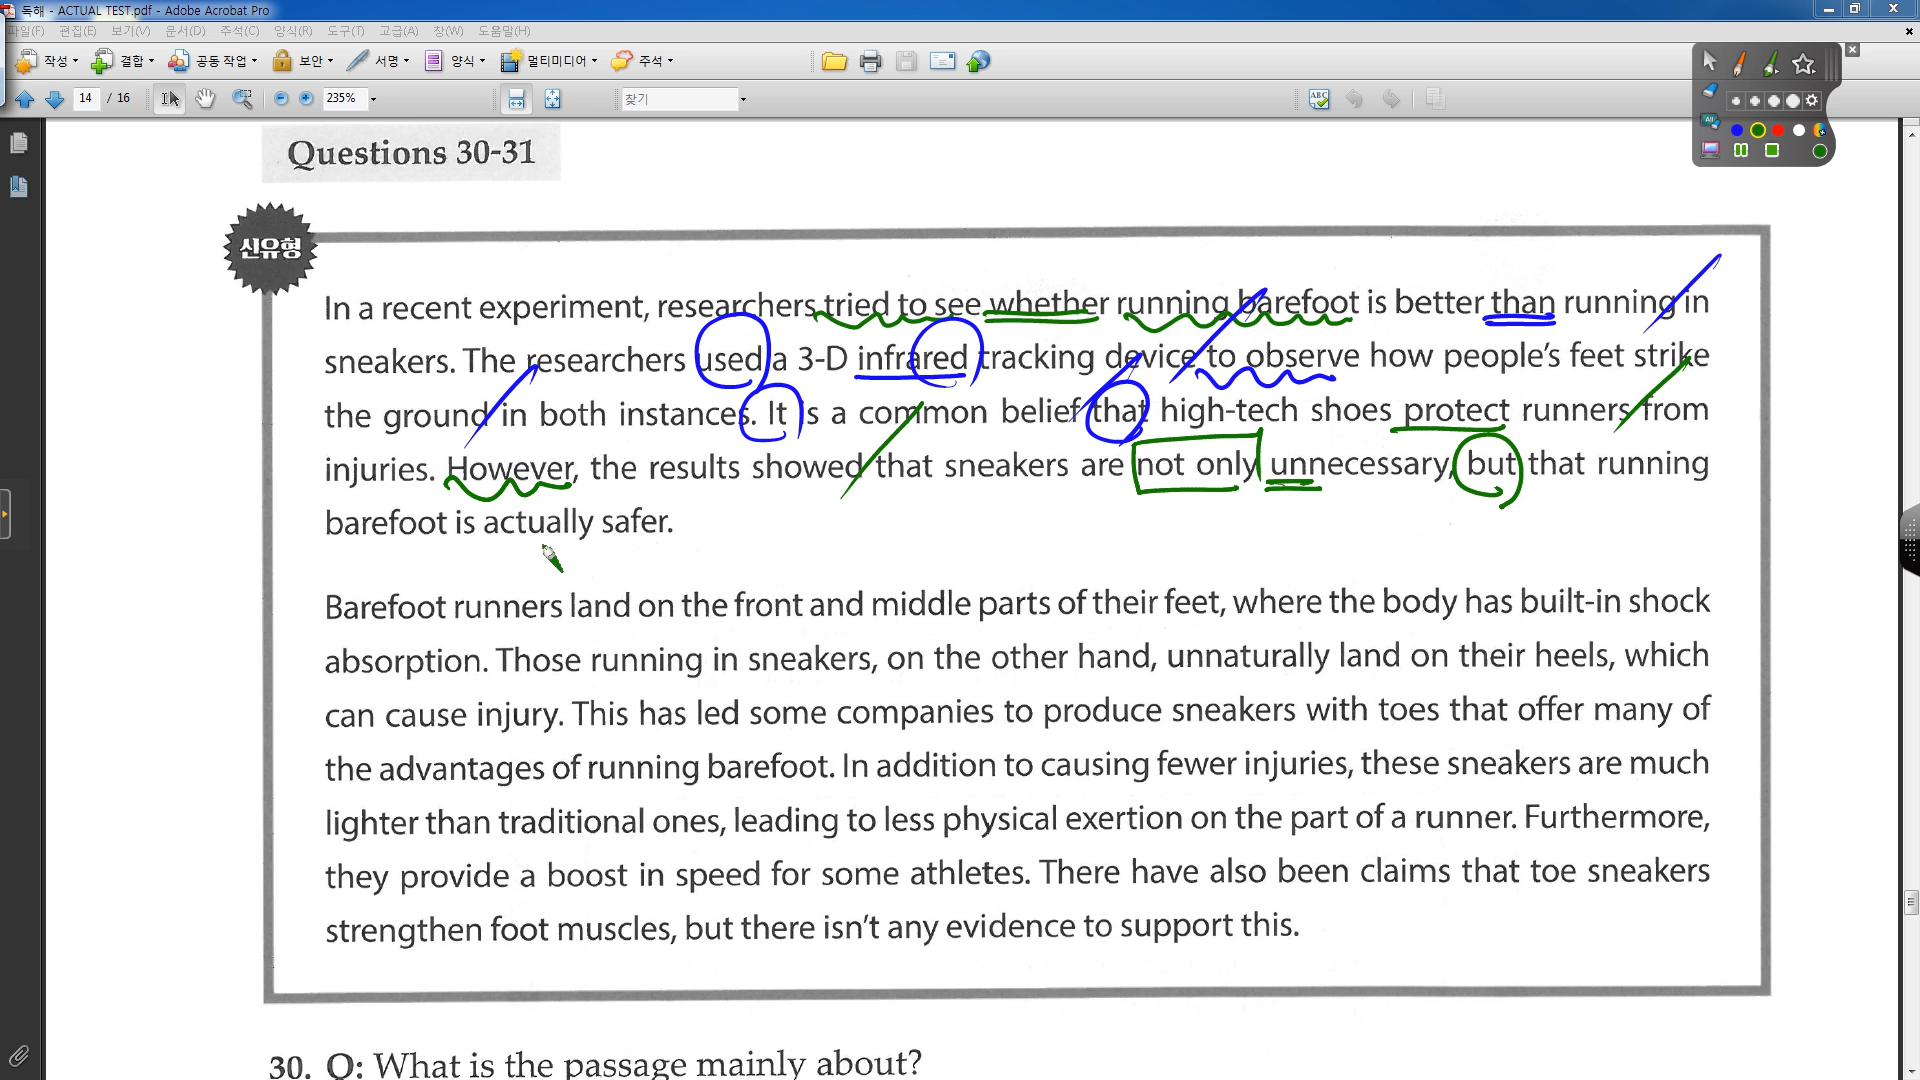 독해 - ACTUAL TEST.pdf - Adobe Acrobat Pro
파일(F) 편집(E) 보기(V) 문서(D) 주석(C) 양식(R) 도구(T) 고급(A) 창(W) 도움말(H)
작성 결합 공동 작업 보안 서명 양식 멀티미디어 주석
14 / 16 235% 찾기
Questions 30-31
신유형
In a recent experiment, researchers tried to see whether running barefoot is better than running in
sneakers. The researchers used a 3-D infrared tracking device to observe how people's feet strike
the ground in both instances. It is a common belief that high-tech shoes protect runners from
injuries. However, the results showed that sneakers are not only unnecessary, but that running
barefoot is actually safer.
Barefoot runners land on the front and middle parts of their feet, where the body has built-in shock
absorption. Those running in sneakers, on the other hand, unnaturally land on their heels, which
can cause injury. This has led some companies to produce sneakers with toes that offer many of
the advantages of running barefoot. In addition to causing fewer injuries, these sneakers are much
lighter than traditional ones, leading to less physical exertion on the part of a runner. Furthermore,
they provide a boost in speed for some athletes. There have also been claims that toe sneakers
strengthen foot muscles, but there isn't any evidence to support this.
30. Q: What is the passage mainly about?